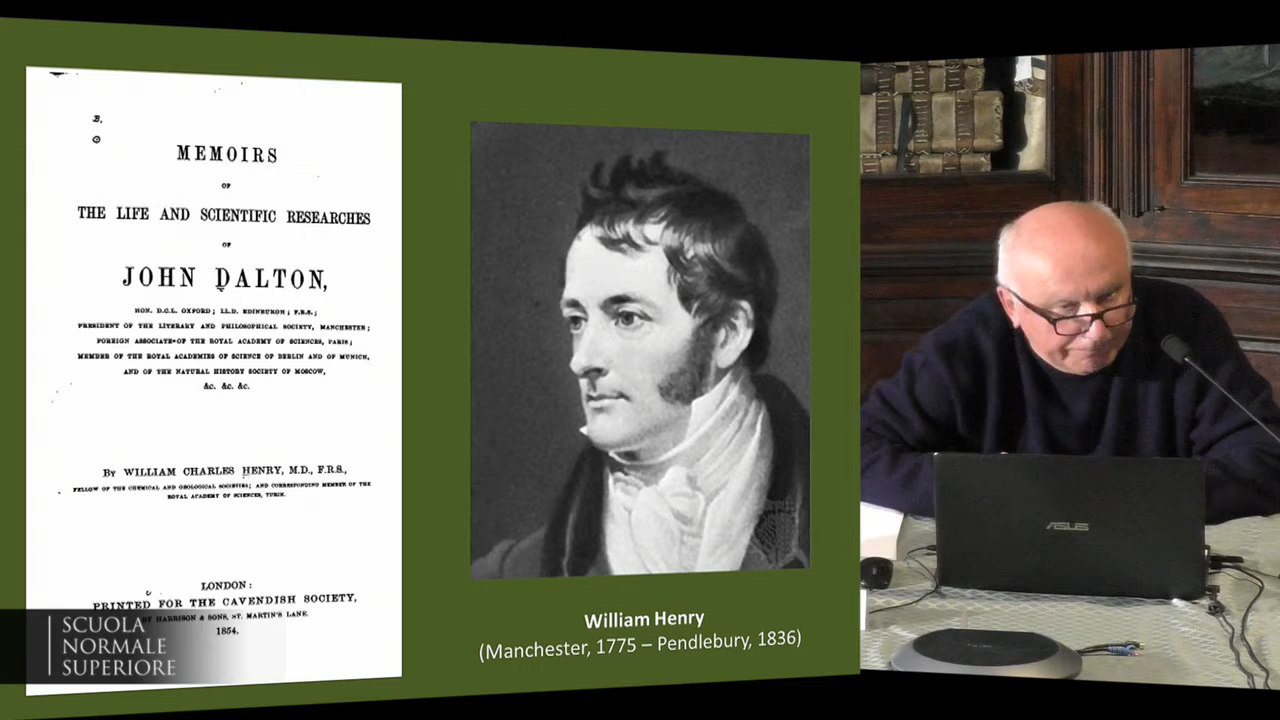 B,
O
MEMOIRS
OF
THE LIFE AND SCIENTIFIC RESEARCHES
OF
JOHN DALTON,
HON. D.C.L. OXFORD; LL.D. EDINBURGH; F.R.S.;
PRESIDENT OF THE LITERARY AND PHILOSOPHICAL SOCIETY, MANCHESTER;
FOREIGN ASSOCIATE OF THE ROYAL ACADEMY OF SCIENCES, PARIS;
MEMBER OF THE ROYAL ACADEMIES OF SCIENCE OF BERLIN AND OF MUNICH,
AND OF THE NATURAL HISTORY SOCIETY OF MOSCOW,
&c. &c. &c.
By WILLIAM CHARLES HENRY, M.D., F.R.S.,
FELLOW OF THE CHEMICAL AND GEOLOGICAL SOCIETIES; AND CORRESPONDING MEMBER OF THE
ROYAL ACADEMY OF SCIENCES, TURIN.
LONDON:
PRINTED FOR THE CAVENDISH SOCIETY,
BY HARRISON & SONS, ST. MARTIN'S LANE.
1854.
SCUOLA
NORMALE
SUPERIORE
William Henry
(Manchester, 1775 – Pendlebury, 1836)
ASUS